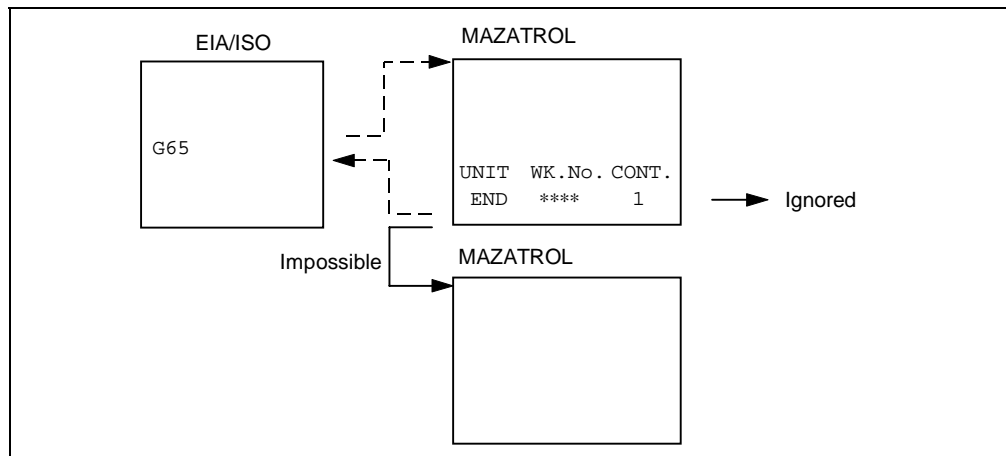 EIA/ISO
MAZATROL
G65
UNIT WK.No. CONT.
END **** 1
Ignored
Impossible
MAZATROL